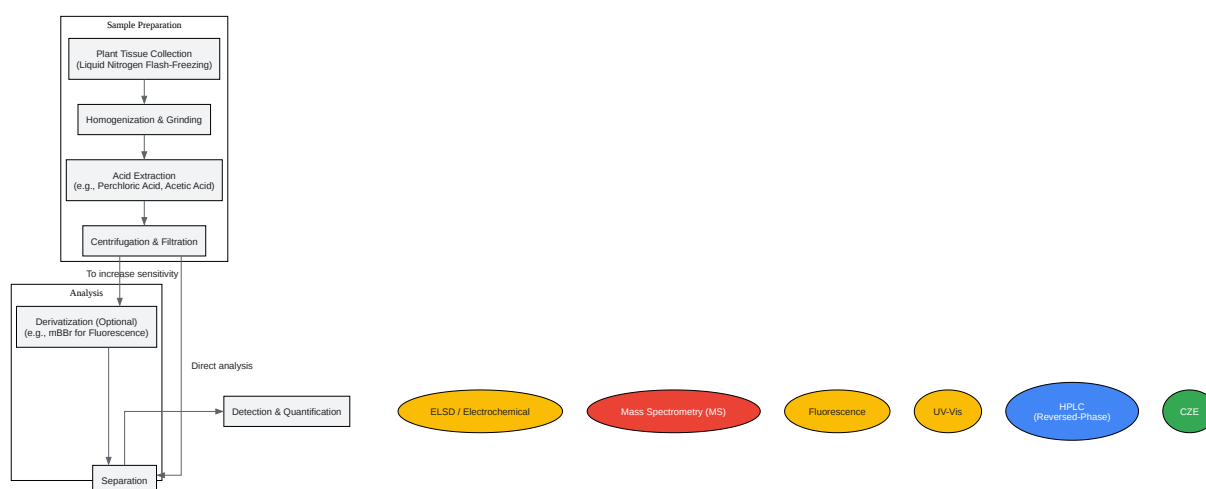 Sample Preparation
Plant Tissue Collection
(Liquid Nitrogen Flash-Freezing)
Homogenization & Grinding
Acid Extraction
(e.g., Perchloric Acid, Acetic Acid)
Centrifugation & Filtration
To increase sensitivity
Analysis
Derivatization (Optional)
(e.g., mBBr for Fluorescence)
Direct analysis
Detection & Quantification
ELSD / Electrochemical
Mass Spectrometry (MS)
Fluorescence
UV-Vis
HPLC
(Reversed-Phase)
CZE
Separation